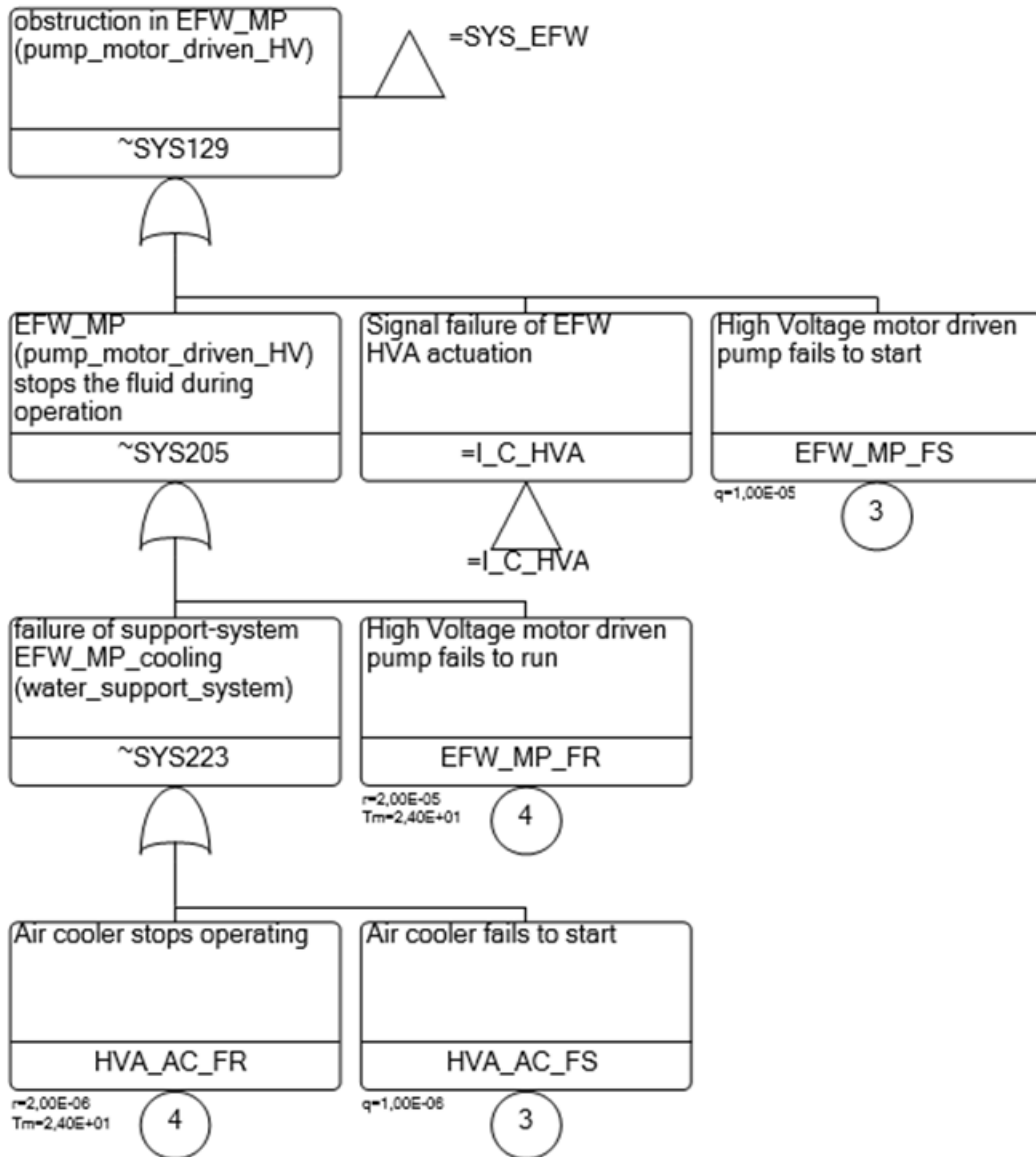 obstruction in EFW_MP
(pump_motor_driven_HV)
~SYS129
=SYS_EFW
EFW_MP
(pump_motor_driven_HV)
stops the fluid during
operation
~SYS205
Signal failure of EFW
HVA actuation
=I_C_HVA
=I_C_HVA
High Voltage motor driven
pump fails to start
EFW_MP_FS
q=1,00E-05
3
failure of support-system
EFW_MP_cooling
(water_support_system)
~SYS223
High Voltage motor driven
pump fails to run
EFW_MP_FR
r=2,00E-05
Tm=2,40E+01
4
Air cooler stops operating
HVA_AC_FR
r=2,00E-06
Tm=2,40E+01
4
Air cooler fails to start
HVA_AC_FS
q=1,00E-06
3